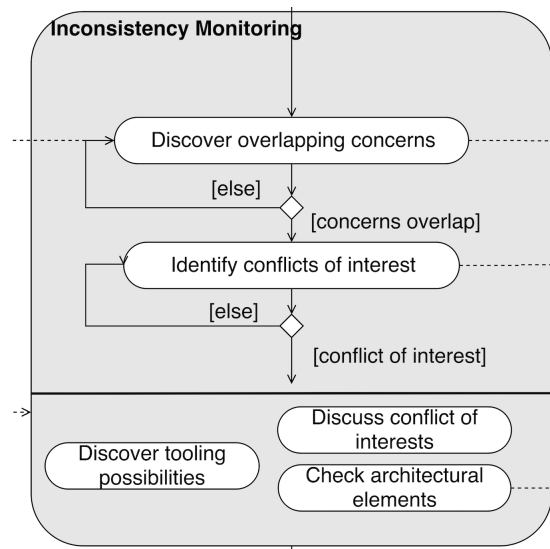 Inconsistency Monitoring
Discover overlapping concerns
[else]
[concerns overlap]
Identify conflicts of interest
[else]
[conflict of interest]
Discuss conflict of
interests
Discover tooling
possibilities
Check architectural
elements